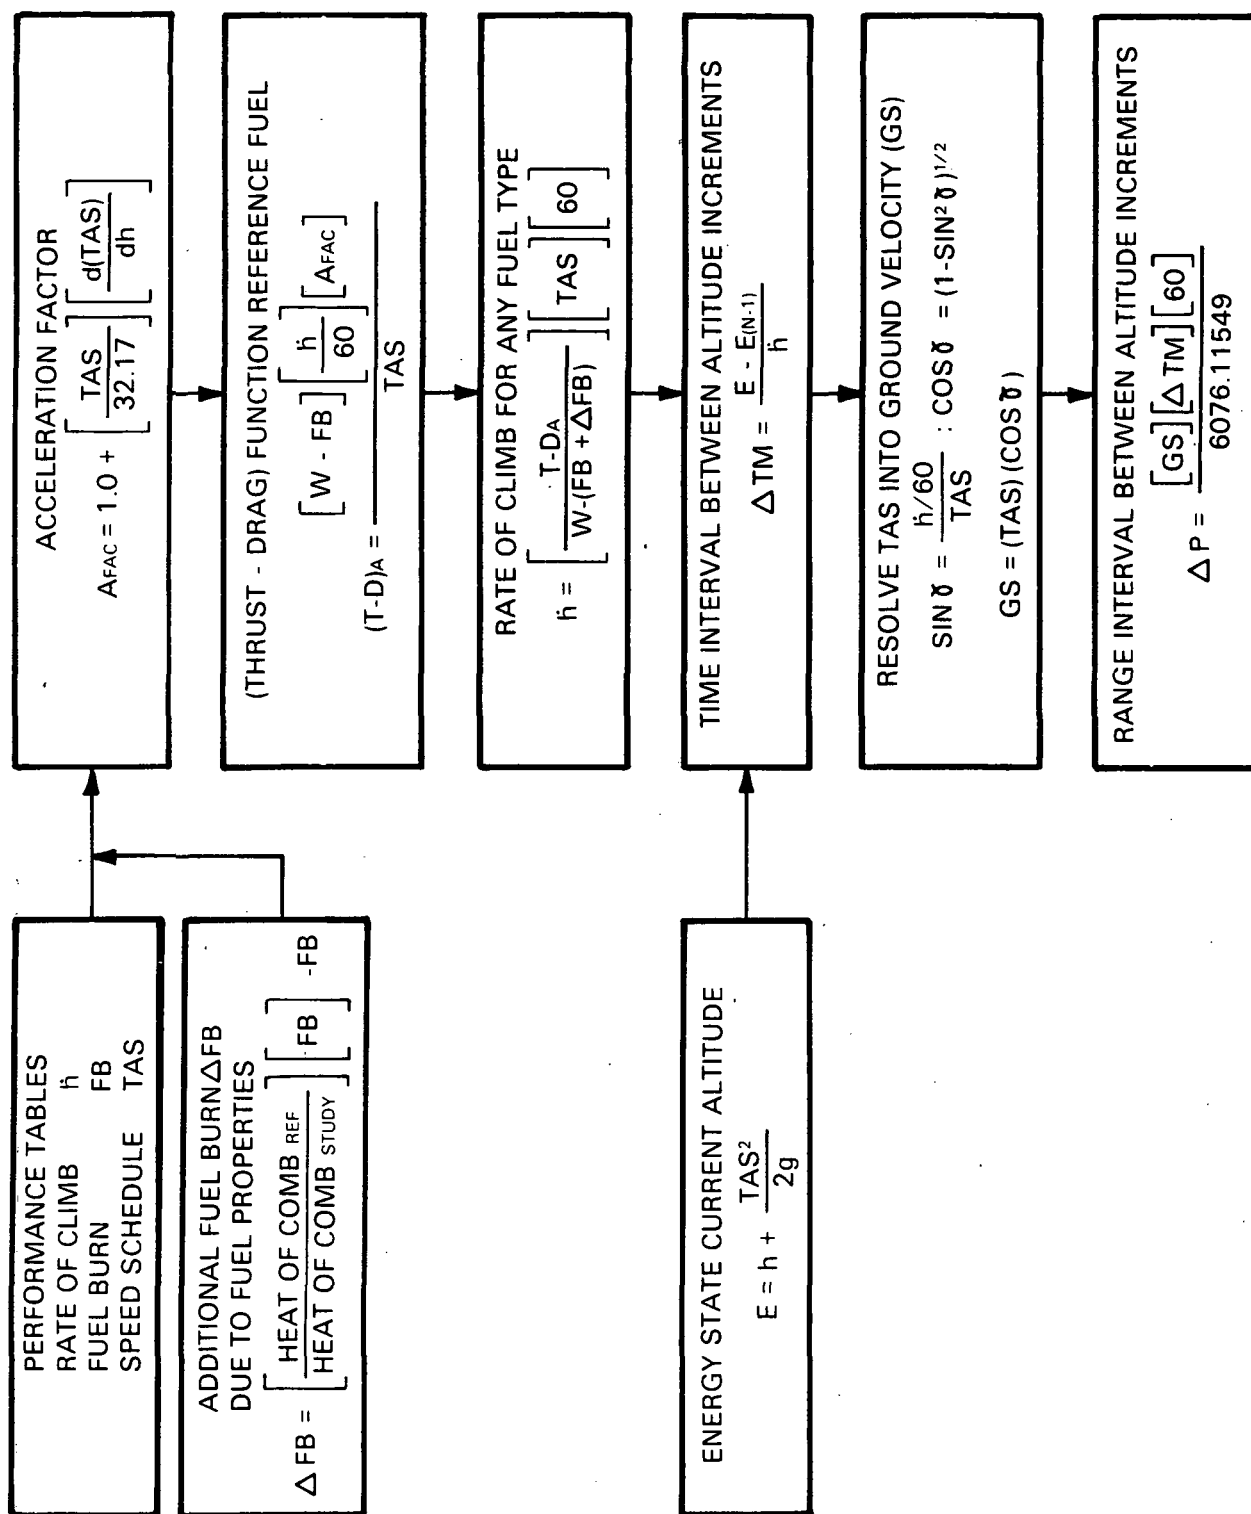 PERFORMANCE TABLES
RATE OF CLIMB ḣ
FUEL BURN FB
SPEED SCHEDULE TAS
ADDITIONAL FUEL BURN ΔFB
DUE TO FUEL PROPERTIES
ΔFB = [HEAT OF COMB REF / HEAT OF COMB STUDY] [FB] -FB
ENERGY STATE CURRENT ALTITUDE
E = h + TAS² / 2g
ACCELERATION FACTOR
AFAC = 1.0 + [TAS / 32.17] [d(TAS) / dh]
(THRUST - DRAG) FUNCTION REFERENCE FUEL
(T-D)A = [W - FB] [ḣ / 60] [AFAC] / TAS
RATE OF CLIMB FOR ANY FUEL TYPE
ḣ = [T-DA / W-(FB + ΔFB)] [TAS] [60]
TIME INTERVAL BETWEEN ALTITUDE INCREMENTS
ΔTM = E - E(N-1) / ḣ
RESOLVE TAS INTO GROUND VELOCITY (GS)
SIN γ = ḣ/60 / TAS : COS γ = (1-SIN² γ)1/2
GS = (TAS) (COS γ)
RANGE INTERVAL BETWEEN ALTITUDE INCREMENTS
ΔP = [GS] [ΔTM] [60] / 6076.11549